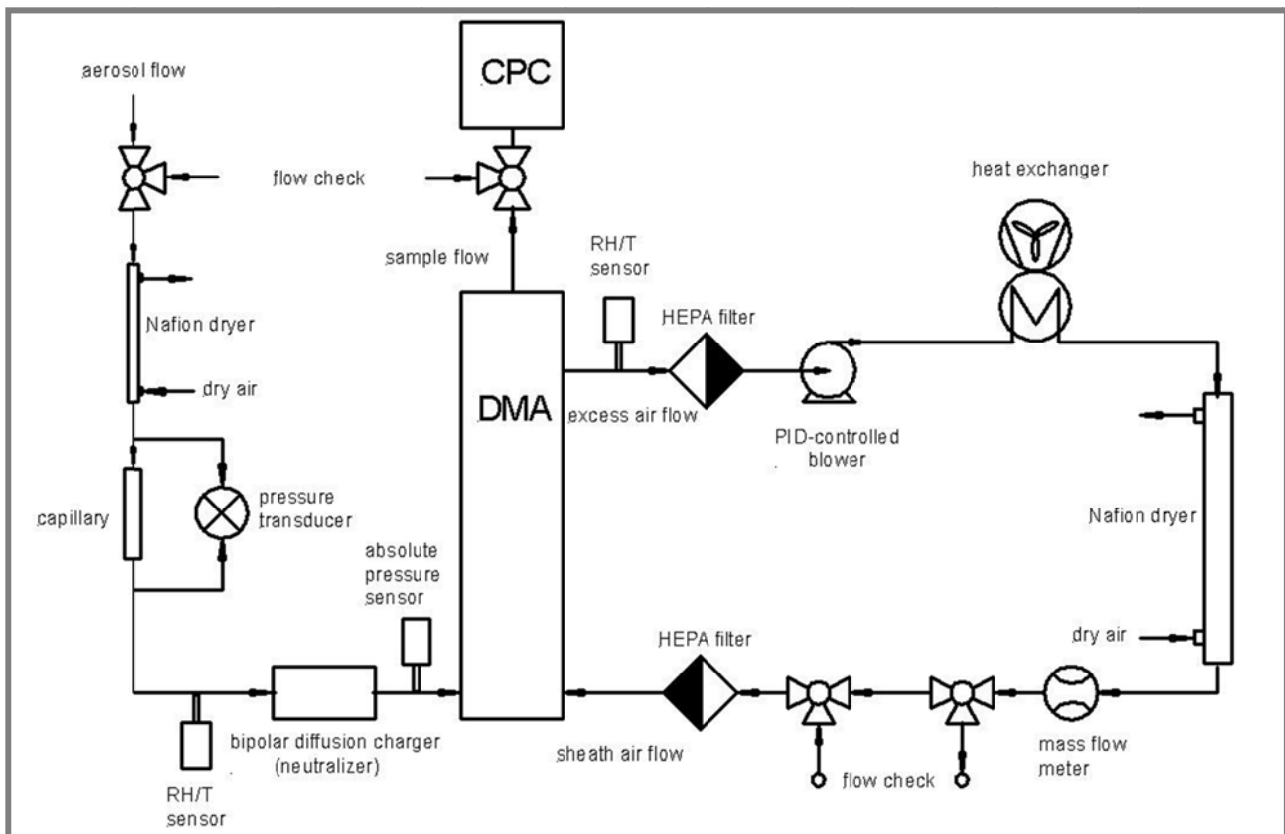 aerosol flow
CPC
flow check
heat exchanger
sample flow
RH/T
sensor
HEPA filter
Nafion dryer
dry air
DMA
excess air flow
PID-controlled
blower
capillary
pressure
transducer
Nafion dryer
absolute
pressure
sensor
HEPA filter
dry air
bipolar diffusion charger
(neutralizer)
sheath air flow
flow check
mass flow
meter
RH/T
sensor